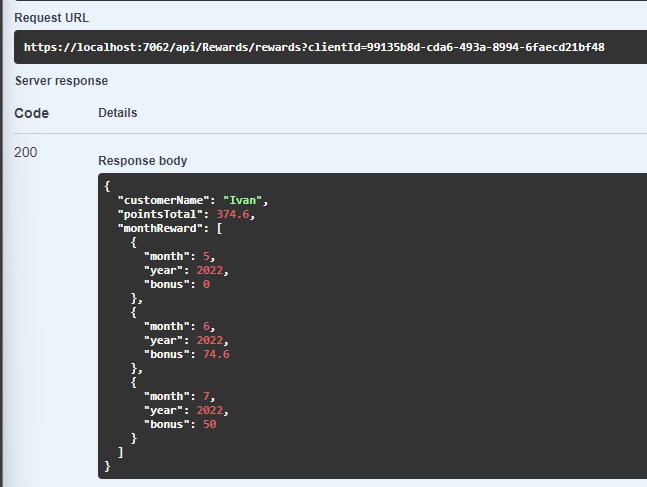 Request URL
https://localhost:7062/api/Rewards/rewards?clientId=99135b8d-cda6-493a-8994-6faecd21bf48
Server response
Code Details
200
Response body
{
  "customerName": "Ivan",
  "pointsTotal": 374.6,
  "monthReward": [
    {
      "month": 5,
      "year": 2022,
      "bonus": 0
    },
    {
      "month": 6,
      "year": 2022,
      "bonus": 74.6
    },
    {
      "month": 7,
      "year": 2022,
      "bonus": 50
    }
  ]
}